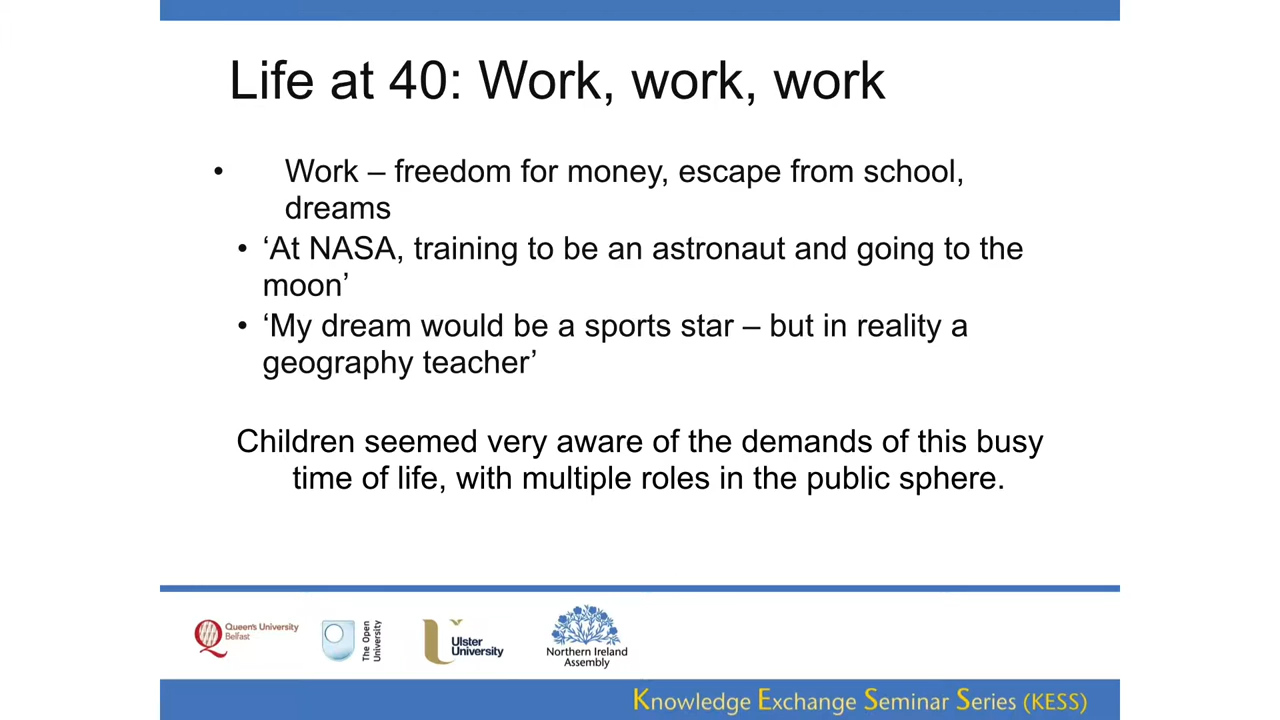 Life at 40: Work, work, work
• Work – freedom for money, escape from school,
dreams
• ‘At NASA, training to be an astronaut and going to the
moon’
• ‘My dream would be a sports star – but in reality a
geography teacher’
Children seemed very aware of the demands of this busy
time of life, with multiple roles in the public sphere.
Queen's University
Belfast
The Open
University
Ulster
University
Northern Ireland
Assembly
Knowledge Exchange Seminar Series (KESS)